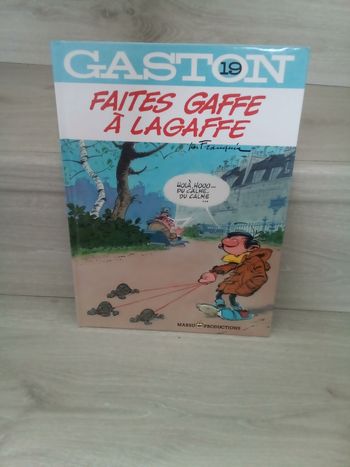 GASTON
19
FAITES GAFFE
À LAGAFFE
Franquin
HOLÀ, HOOO...
DU CALME,
DU CALME
...
MARSU PRODUCTIONS